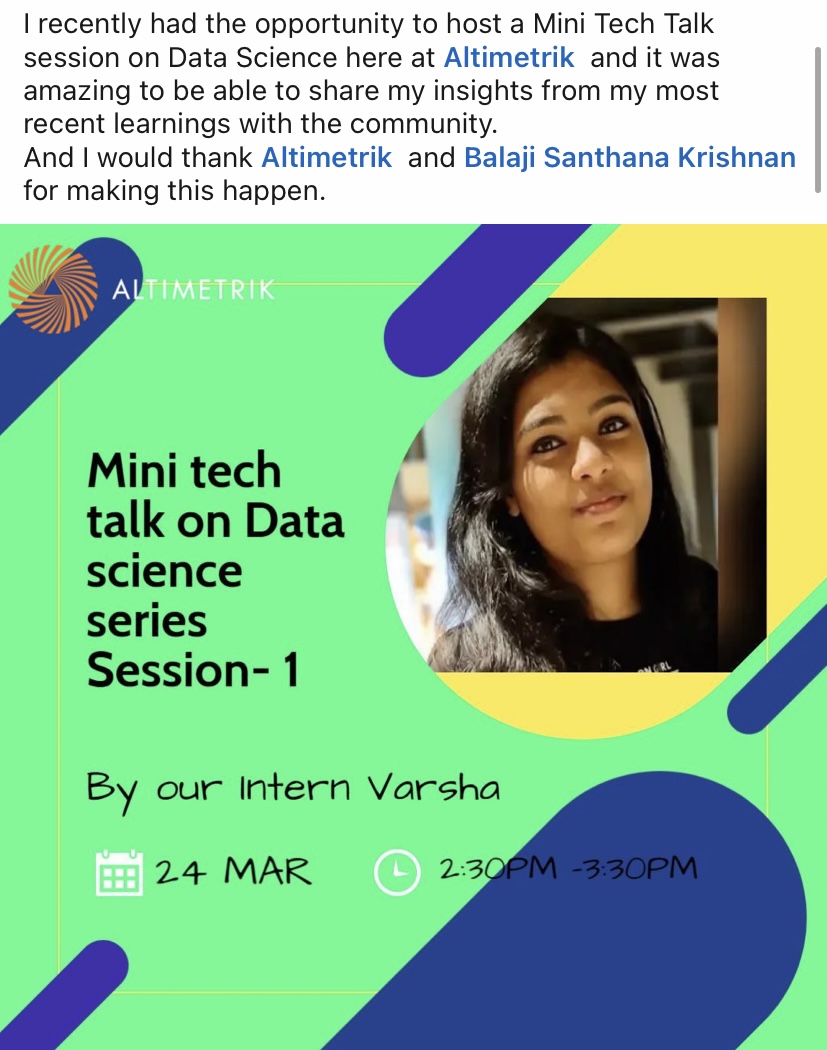 I recently had the opportunity to host a Mini Tech Talk
session on Data Science here at Altimetrik and it was
amazing to be able to share my insights from my most
recent learnings with the community.
And I would thank Altimetrik and Balaji Santhana Krishnan
for making this happen.
ALTIMETRIK
Mini tech
talk on Data
science
series
Session- 1
By our Intern Varsha
24 MAR 2:30PM -3:30PM